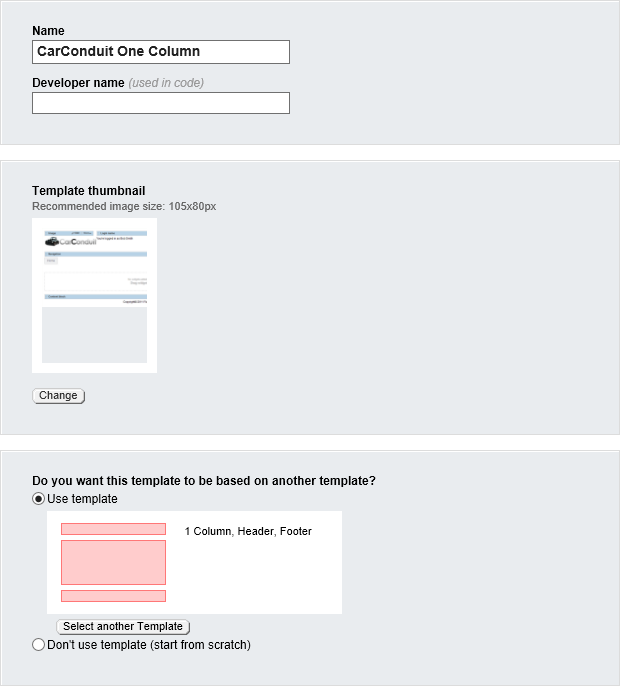 Name
CarConduit One Column
Developer name (used in code)
Template thumbnail
Recommended image size: 105x80px
CarConduit
Change
Do you want this template to be based on another template?
Use template
1 Column, Header, Footer
Select another Template
Don't use template (start from scratch)